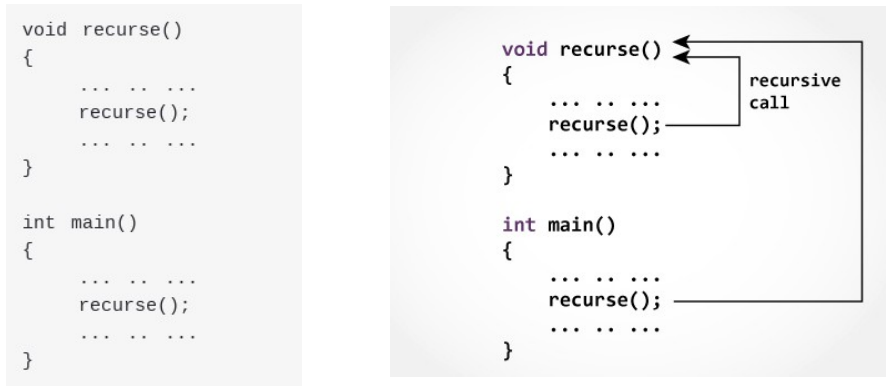 void recurse()
{
... .. ...
recurse();
... .. ...
}
int main()
{
... .. ...
recurse();
... .. ...
}
void recurse()
{
... .. ...
recurse();
... .. ...
}
recursive
call
int main()
{
... .. ...
recurse();
... .. ...
}